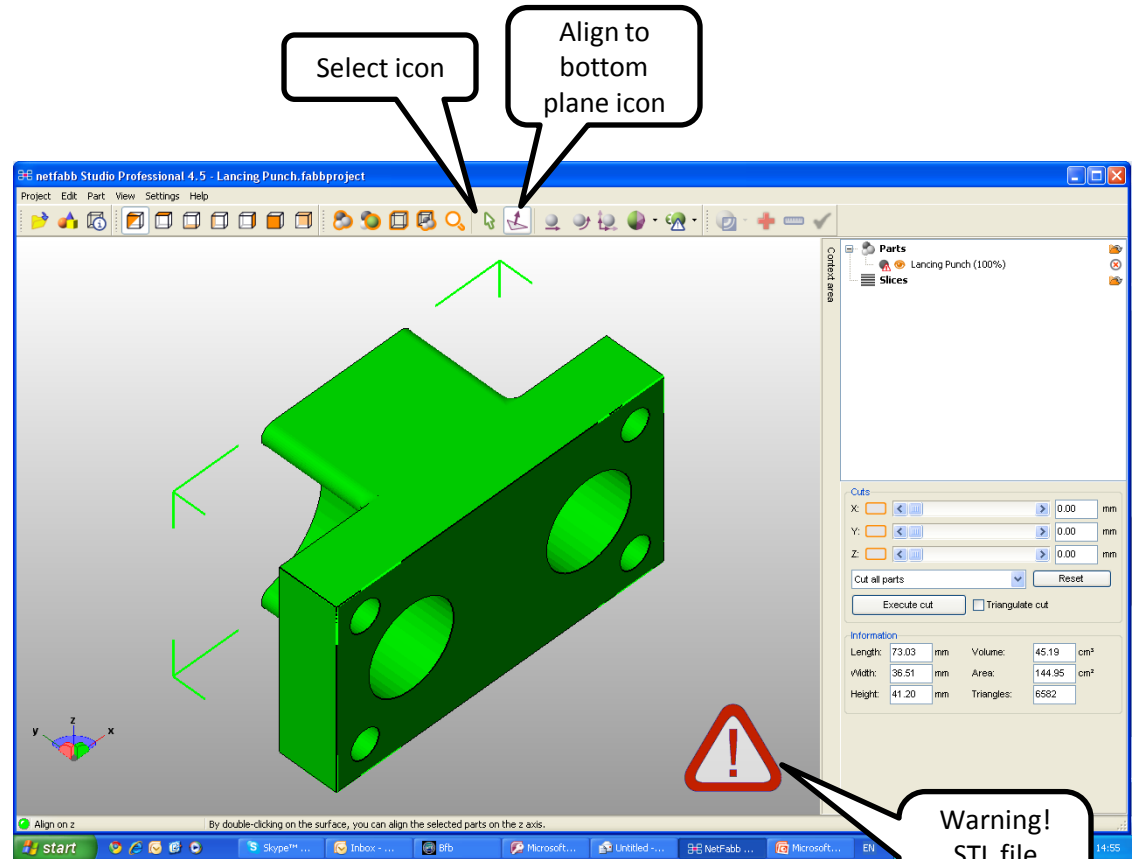 Select icon
Align to
bottom
plane icon
netfabb Studio Professional 4.5 - Lancing Punch.fabbproject
Project Edit Part View Settings Help
Context area
Parts
Lancing Punch (100%)
Slices
Cuts
X: 0.00 mm
Y: 0.00 mm
Z: 0.00 mm
Cut all parts Reset
Execute cut Triangulate cut
Information
Length: 73.03 mm Volume: 45.19 cm³
Width: 36.51 mm Area: 144.95 cm²
Height: 41.20 mm Triangles: 6582
z
y x
!
Warning!
STL file
Align on z By double-clicking on the surface, you can align the selected parts on the z axis.
start Skype™ ... Inbox - ... Bfb Microsoft... Untitled -... NetFabb ... Microsoft... EN 14:55